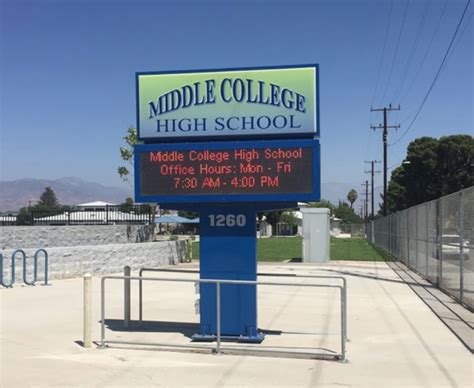 MIDDLE COLLEGE
HIGH SCHOOL
Middle College High School
Office Hours: Mon - Fri
7:30 AM - 4:00 PM
1260